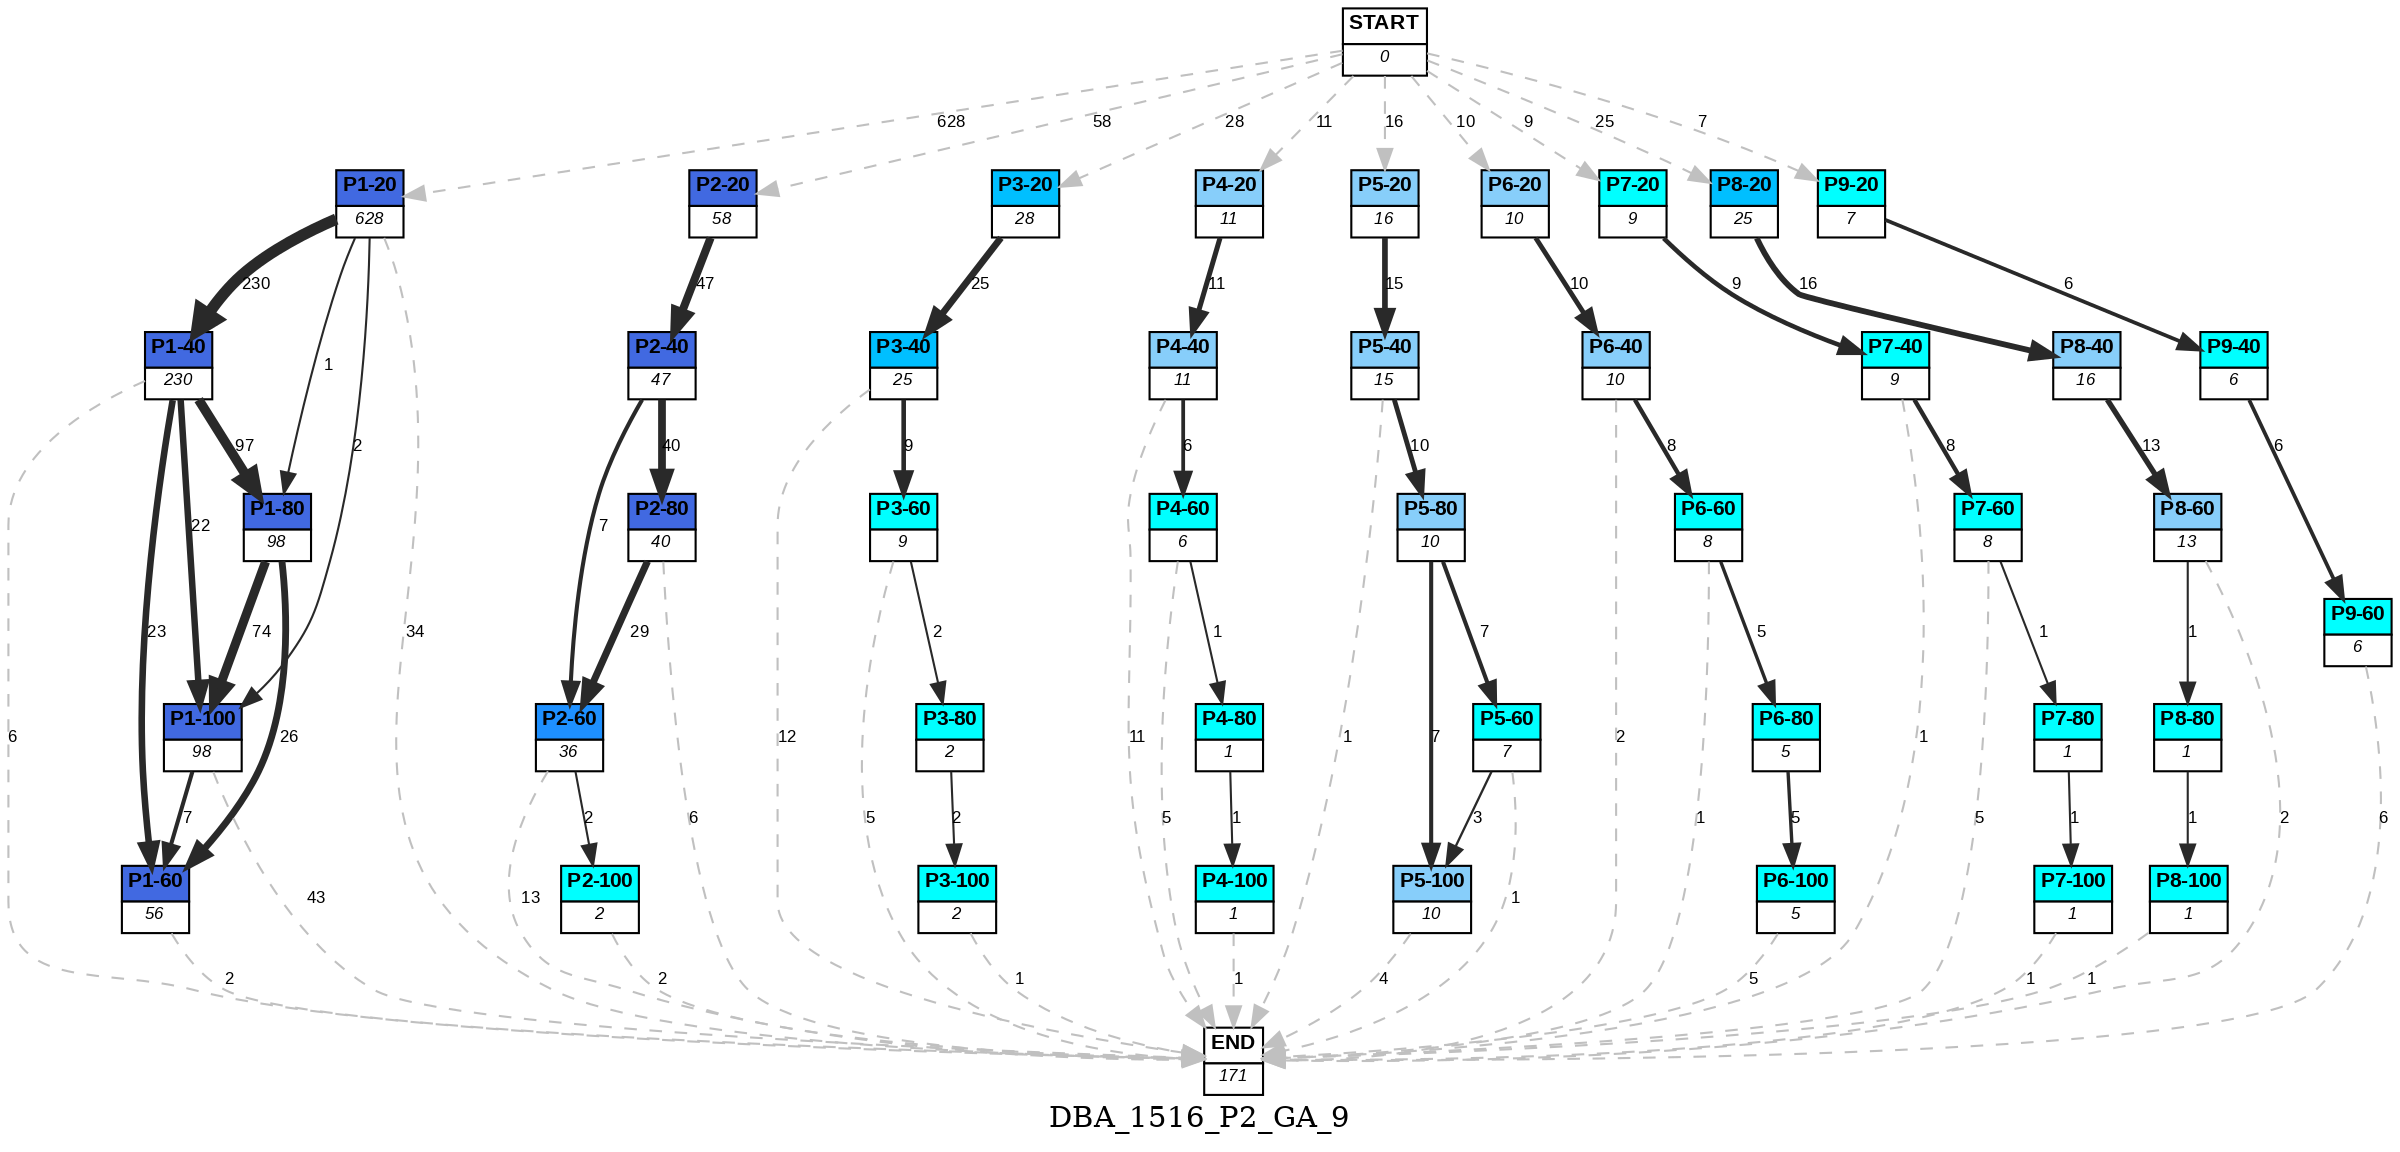 START
0
628
58
28
11
16
10
9
25
7
P1-20
628
P2-20
58
P3-20
28
P4-20
11
P5-20
16
P6-20
10
P7-20
9
P8-20
25
P9-20
7
230
47
25
11
15
10
9
16
6
P1-40
230
1
P2-40
47
P3-40
25
P4-40
11
P5-40
15
P6-40
10
P7-40
9
P8-40
16
P9-40
6
97
2
40
9
6
10
8
8
13
6
22
7
P1-80
98
P2-80
40
P3-60
9
P4-60
6
P5-80
10
P6-60
8
P7-60
8
P8-60
13
23
74
34
29
2
1
7
5
1
1
P9-60
6
6
26
12
11
5
1
2
1
1
5
2
6
P1-100
98
P2-60
36
6
5
P3-80
2
P4-80
1
7
P5-60
7
P6-80
5
P7-80
1
P8-80
1
7
43
2
13
2
1
3
1
5
1
1
P1-60
56
P2-100
2
P3-100
2
P4-100
1
P5-100
10
P6-100
5
P7-100
1
P8-100
1
2
2
1
1
4
5
1
1
END
171
DBA_1516_P2_GA_9